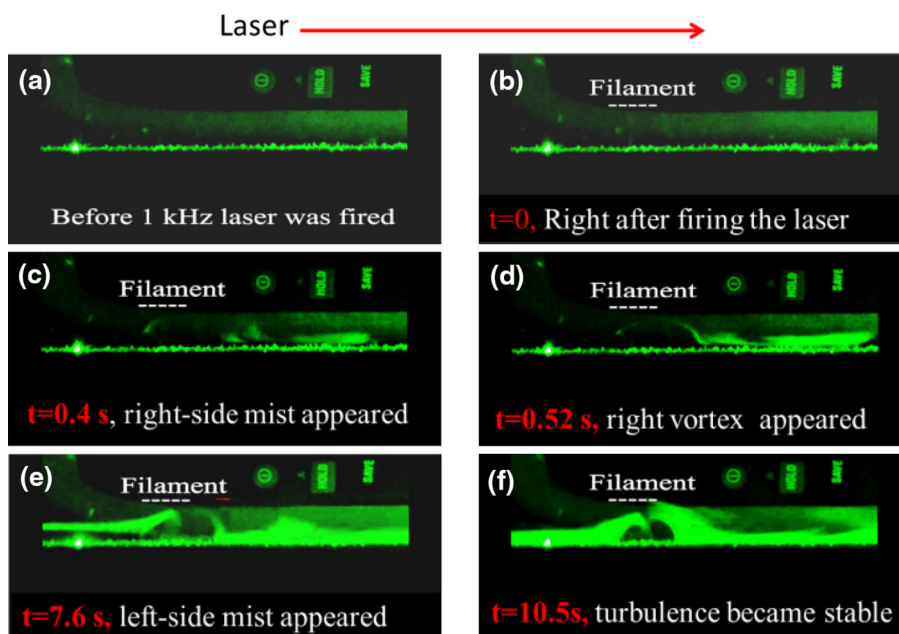 Laser
(a)
HOLD
SAVE
Before 1 kHz laser was fired
(b)
Filament
HOLD
SAVE
t=0, Right after firing the laser
(c)
Filament
HOLD
SAVE
t=0.4 s, right-side mist appeared
(d)
Filament
HOLD
SAVE
t=0.52 s, right vortex appeared
(e)
Filament
HOLD
SAVE
t=7.6 s, left-side mist appeared
(f)
Filament
HOLD
SAVE
t=10.5s, turbulence became stable